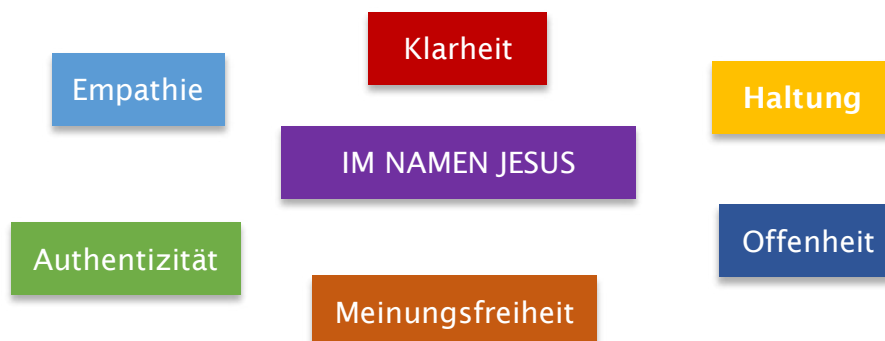 Klarheit
Empathie
Haltung
IM NAMEN JESUS
Offenheit
Authentizität
Meinungsfreiheit